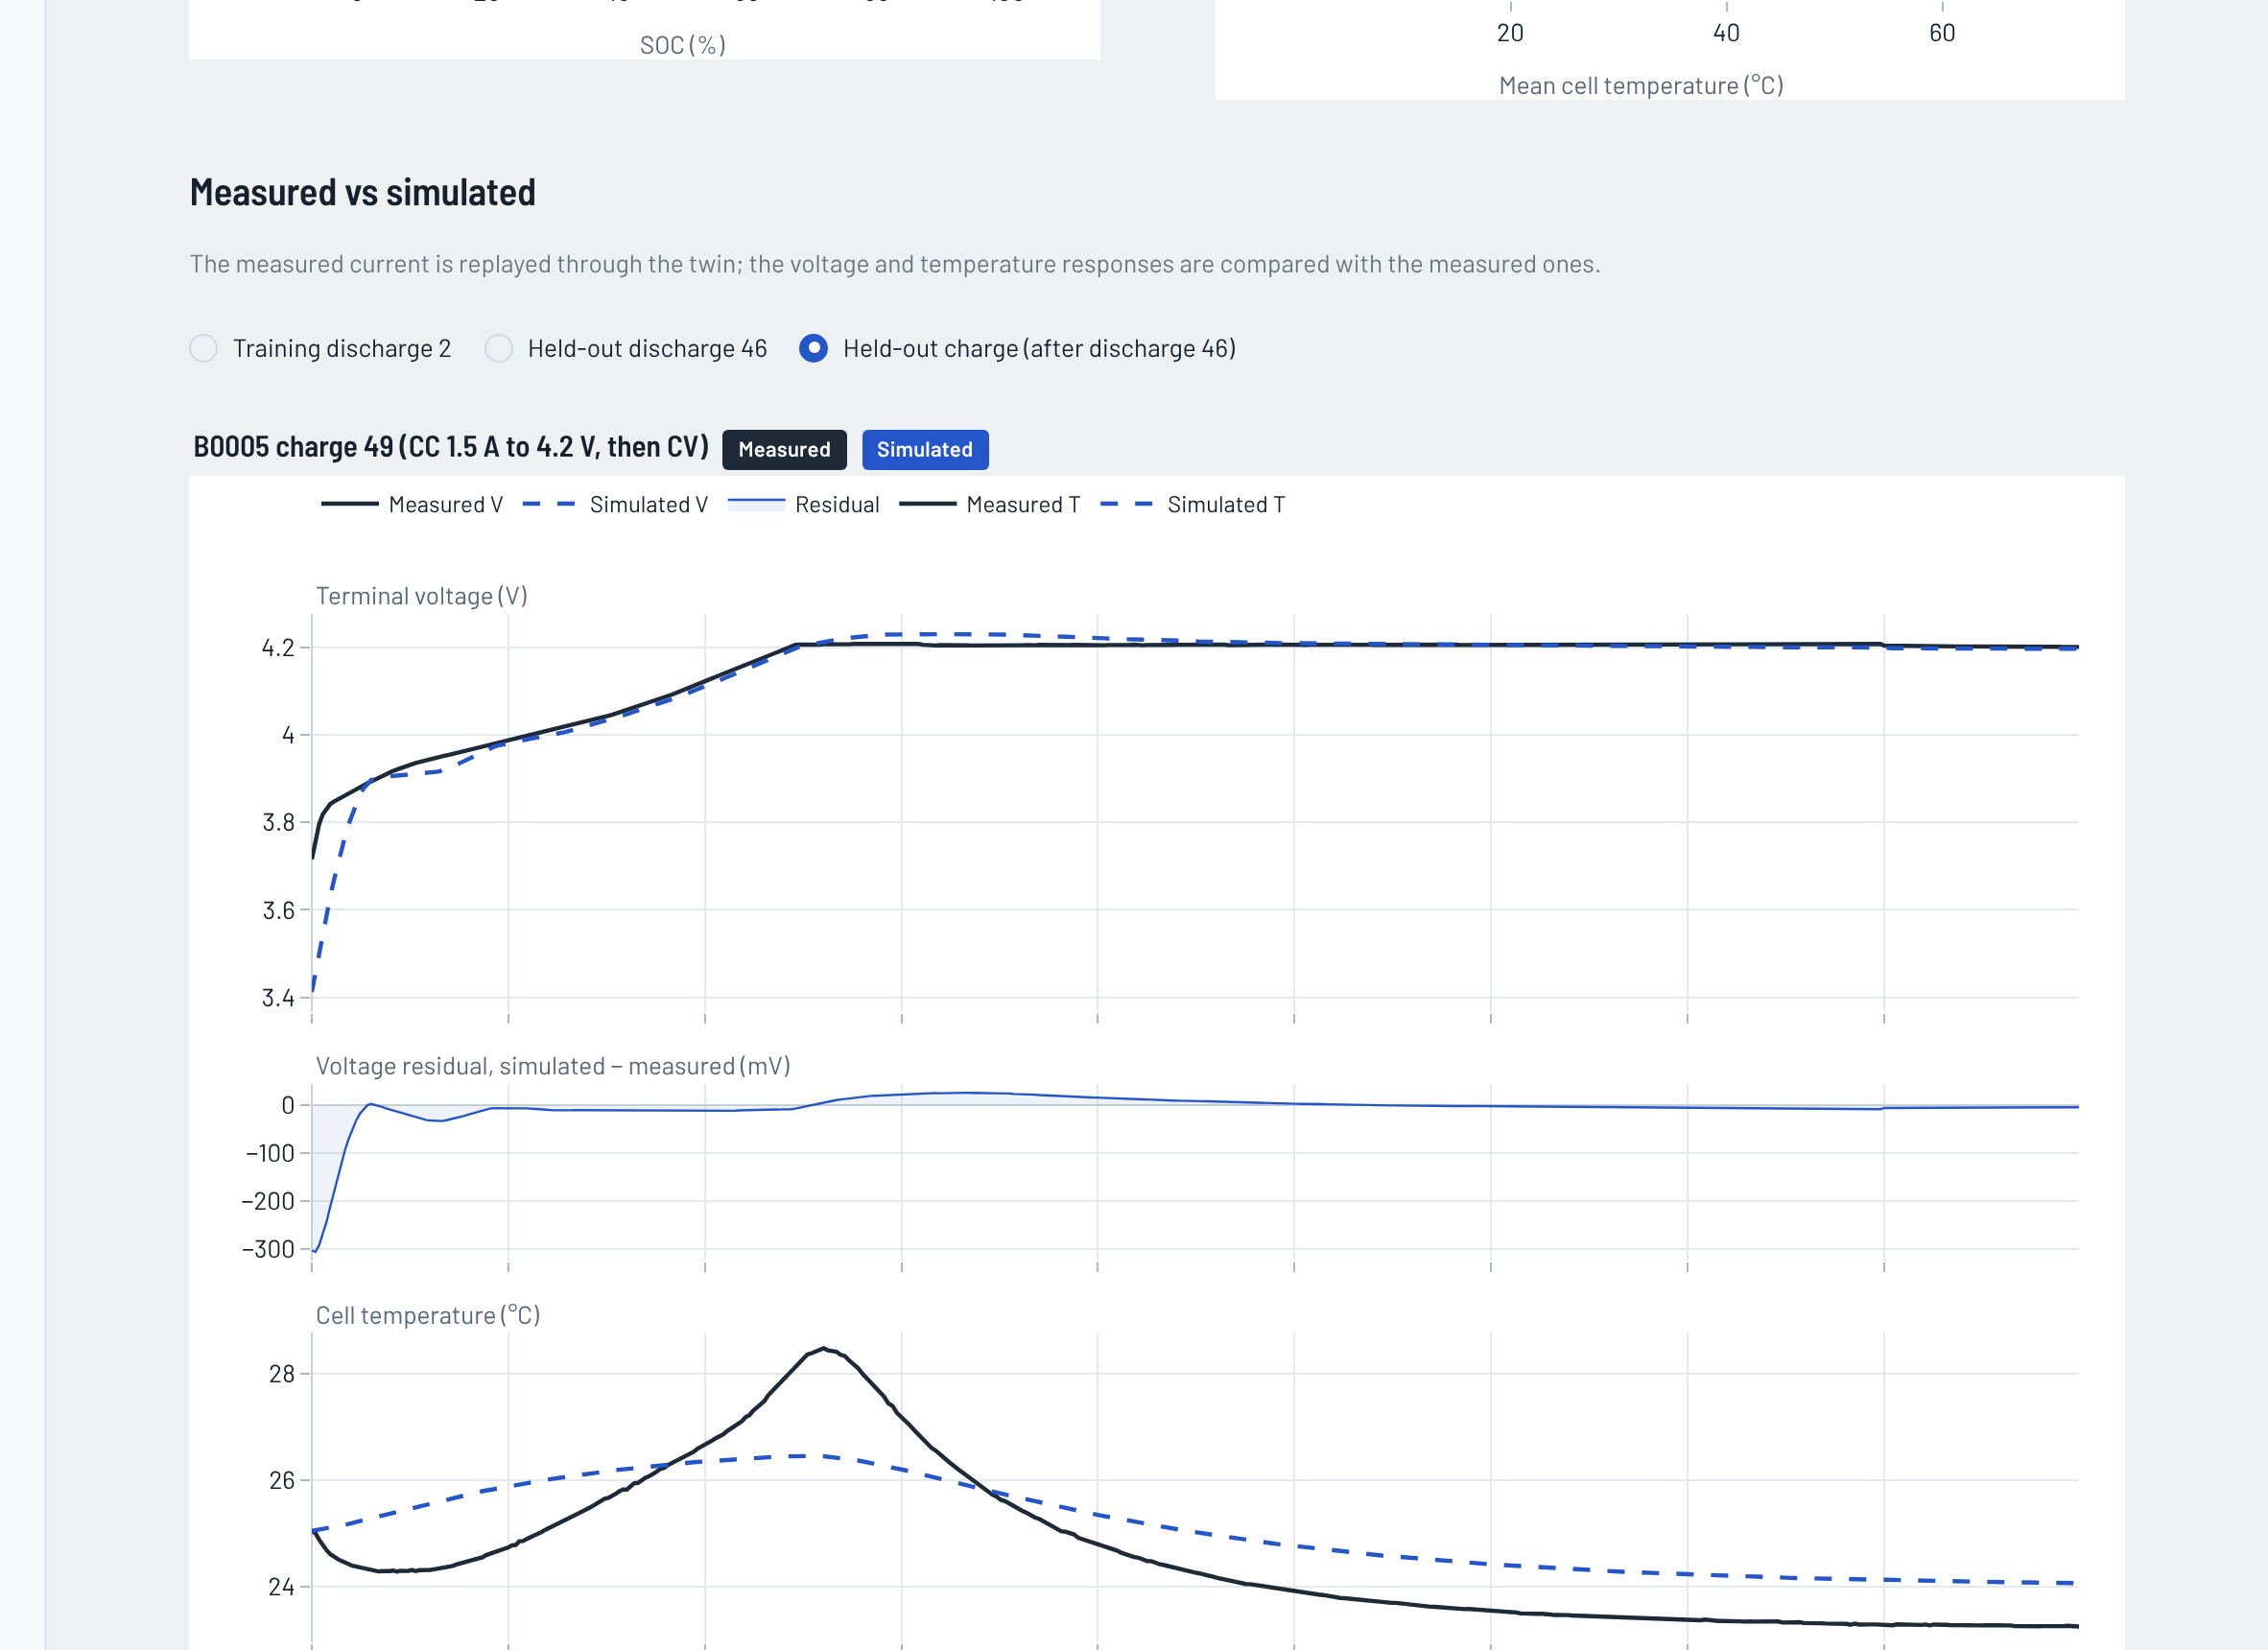 SOC (%)
20 40 60
Mean cell temperature (°C)
Measured vs simulated
The measured current is replayed through the twin; the voltage and temperature responses are compared with the measured ones.
Training discharge 2 Held-out discharge 46 Held-out charge (after discharge 46)
B0005 charge 49 (CC 1.5 A to 4.2 V, then CV) Measured Simulated
Measured V Simulated V Residual Measured T Simulated T
Terminal voltage (V)
4.2
4
3.8
3.6
3.4
Voltage residual, simulated – measured (mV)
0
−100
−200
−300
Cell temperature (°C)
28
26
24